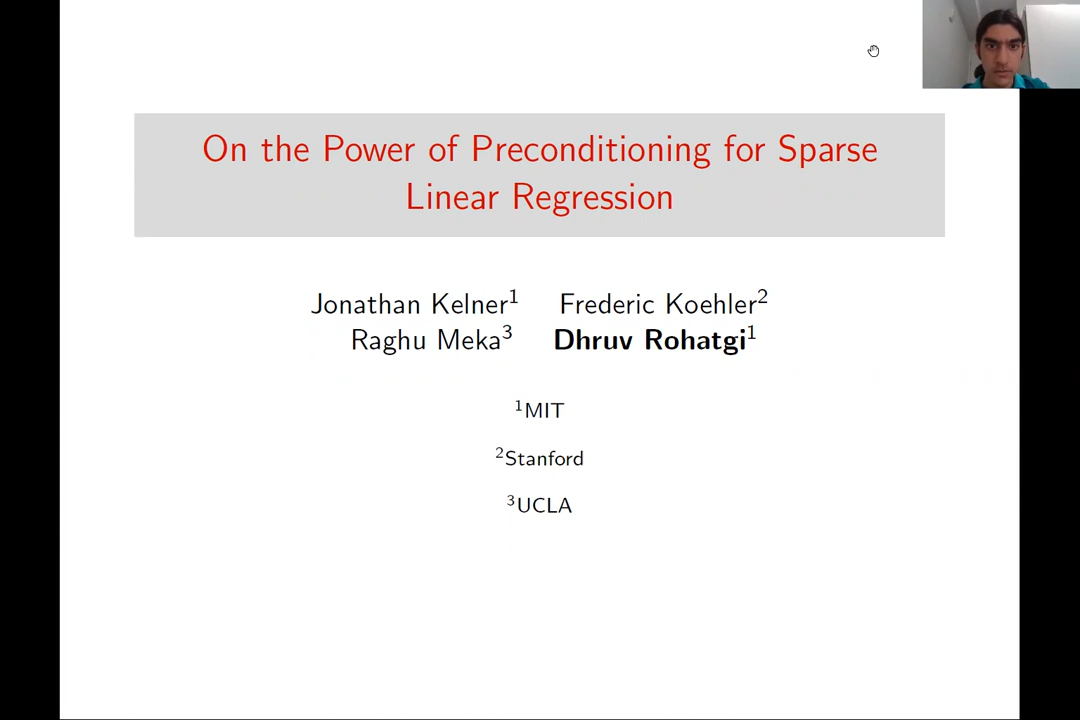 On the Power of Preconditioning for Sparse
Linear Regression
Jonathan Kelner¹ Frederic Koehler²
Raghu Meka³ Dhruv Rohatgi¹
¹MIT
²Stanford
³UCLA